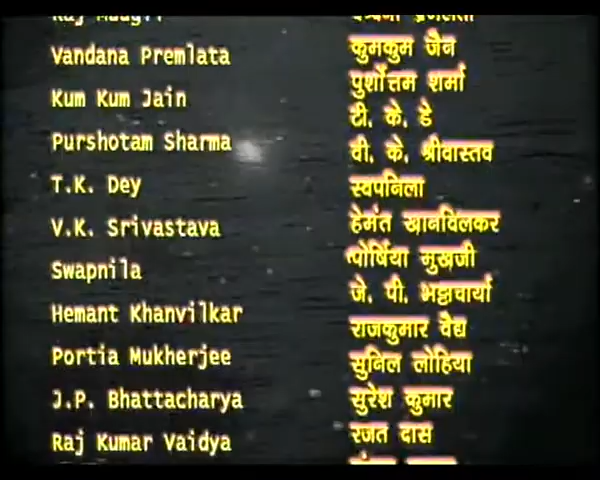 Vandana Premlata
Kum Kum Jain
Purshotam Sharma
T.K. Dey
V.K. Srivastava
Swapnila
Hemant Khanvilkar
Portia Mukherjee
J.P. Bhattacharya
Raj Kumar Vaidya
कुमकुम जैन
पुर्शोत्तम शर्मा
टी. के. डे
वी. के. श्रीवास्तव
स्वपनिला
हेमंत खानविलकर
पोर्षिया मुखर्जी
जे. पी. भट्टाचार्या
राजकुमार वैद्य
सुनिल लोहिया
सुरेश कुमार
रजत दास